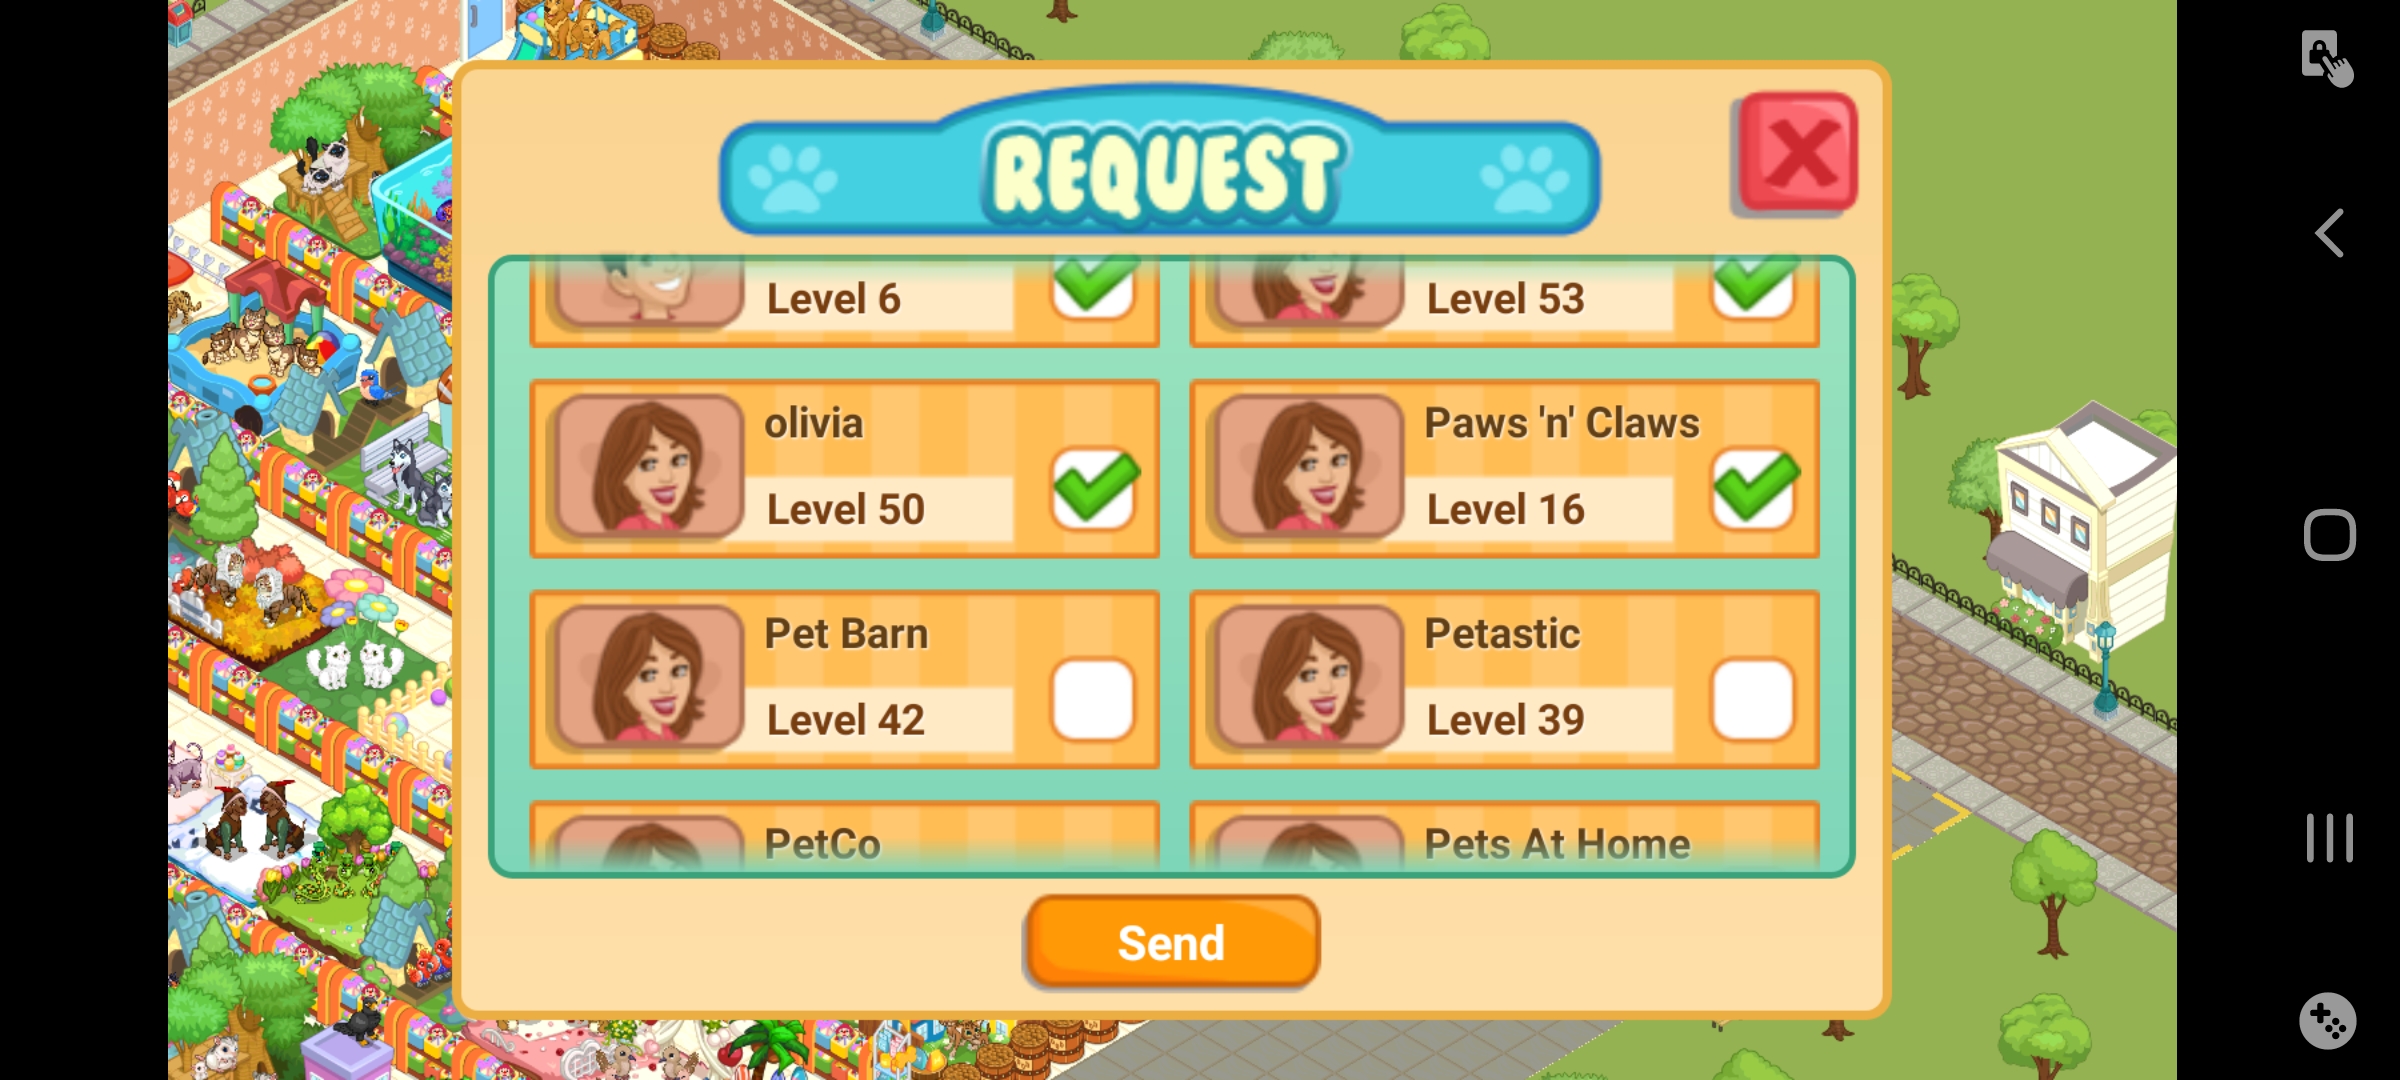 REQUEST
Level 6
Level 53
olivia
Level 50
Paws 'n' Claws
Level 16
Pet Barn
Level 42
Petastic
Level 39
PetCo
Pets At Home
Send